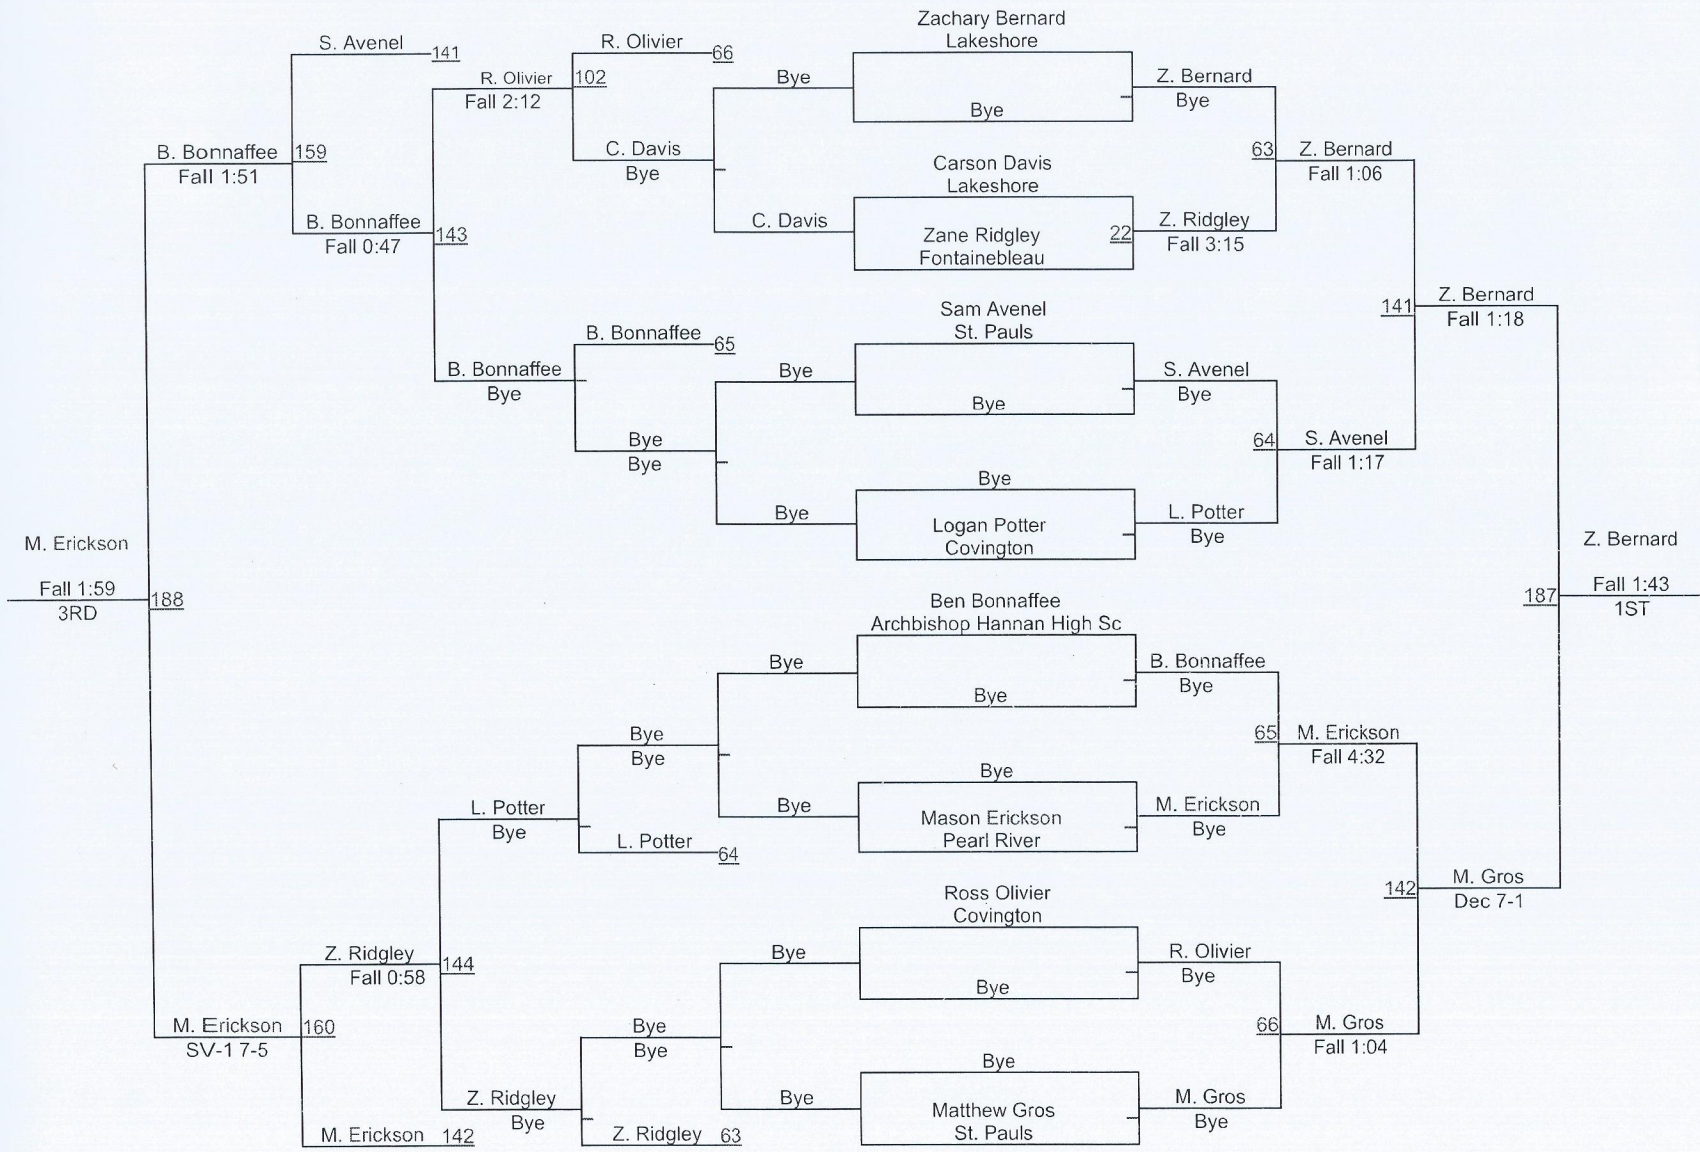 Zachary Bernard
Lakeshore
S. Avenel
141
R. Olivier
66
R. Olivier
102
Fall 2:12
Bye
Bye
Z. Bernard
Bye
B. Bonnaffee
159
Fall 1:51
C. Davis
Bye
Carson Davis
Lakeshore
63
Z. Bernard
Fall 1:06
B. Bonnaffee
143
Fall 0:47
C. Davis
Zane Ridgley
Fontainebleau
22
Z. Ridgley
Fall 3:15
Sam Avenel
St. Pauls
141
Z. Bernard
Fall 1:18
B. Bonnaffee
65
B. Bonnaffee
Bye
Bye
Bye
S. Avenel
Bye
Bye
Bye
64
S. Avenel
Fall 1:17
Bye
Bye
Logan Potter
Covington
L. Potter
Bye
M. Erickson
Fall 1:59
3RD
188
Z. Bernard
Fall 1:43
1ST
187
Ben Bonnaffee
Archbishop Hannan High Sc
Bye
Bye
B. Bonnaffee
Bye
Bye
Bye
65
M. Erickson
Fall 4:32
Bye
L. Potter
Bye
Bye
Mason Erickson
Pearl River
M. Erickson
Bye
L. Potter
64
Ross Olivier
Covington
142
M. Gros
Dec 7-1
Z. Ridgley
144
Fall 0:58
Bye
Bye
R. Olivier
Bye
M. Erickson
160
SV-1 7-5
Bye
Bye
66
M. Gros
Fall 1:04
Bye
Z. Ridgley
Bye
Bye
Matthew Gros
St. Pauls
M. Gros
Bye
M. Erickson
142
Z. Ridgley
63